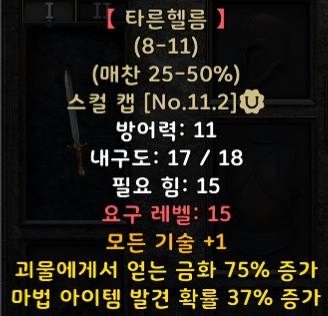 I II
【 타른헬름 】
(8-11)
(매찬 25-50%)
스컬 캡 [No.11.2]
방어력: 11
내구도: 17 / 18
필요 힘: 15
요구 레벨: 15
모든 기술 +1
괴물에게서 얻는 금화 75% 증가
마법 아이템 발견 확률 37% 증가